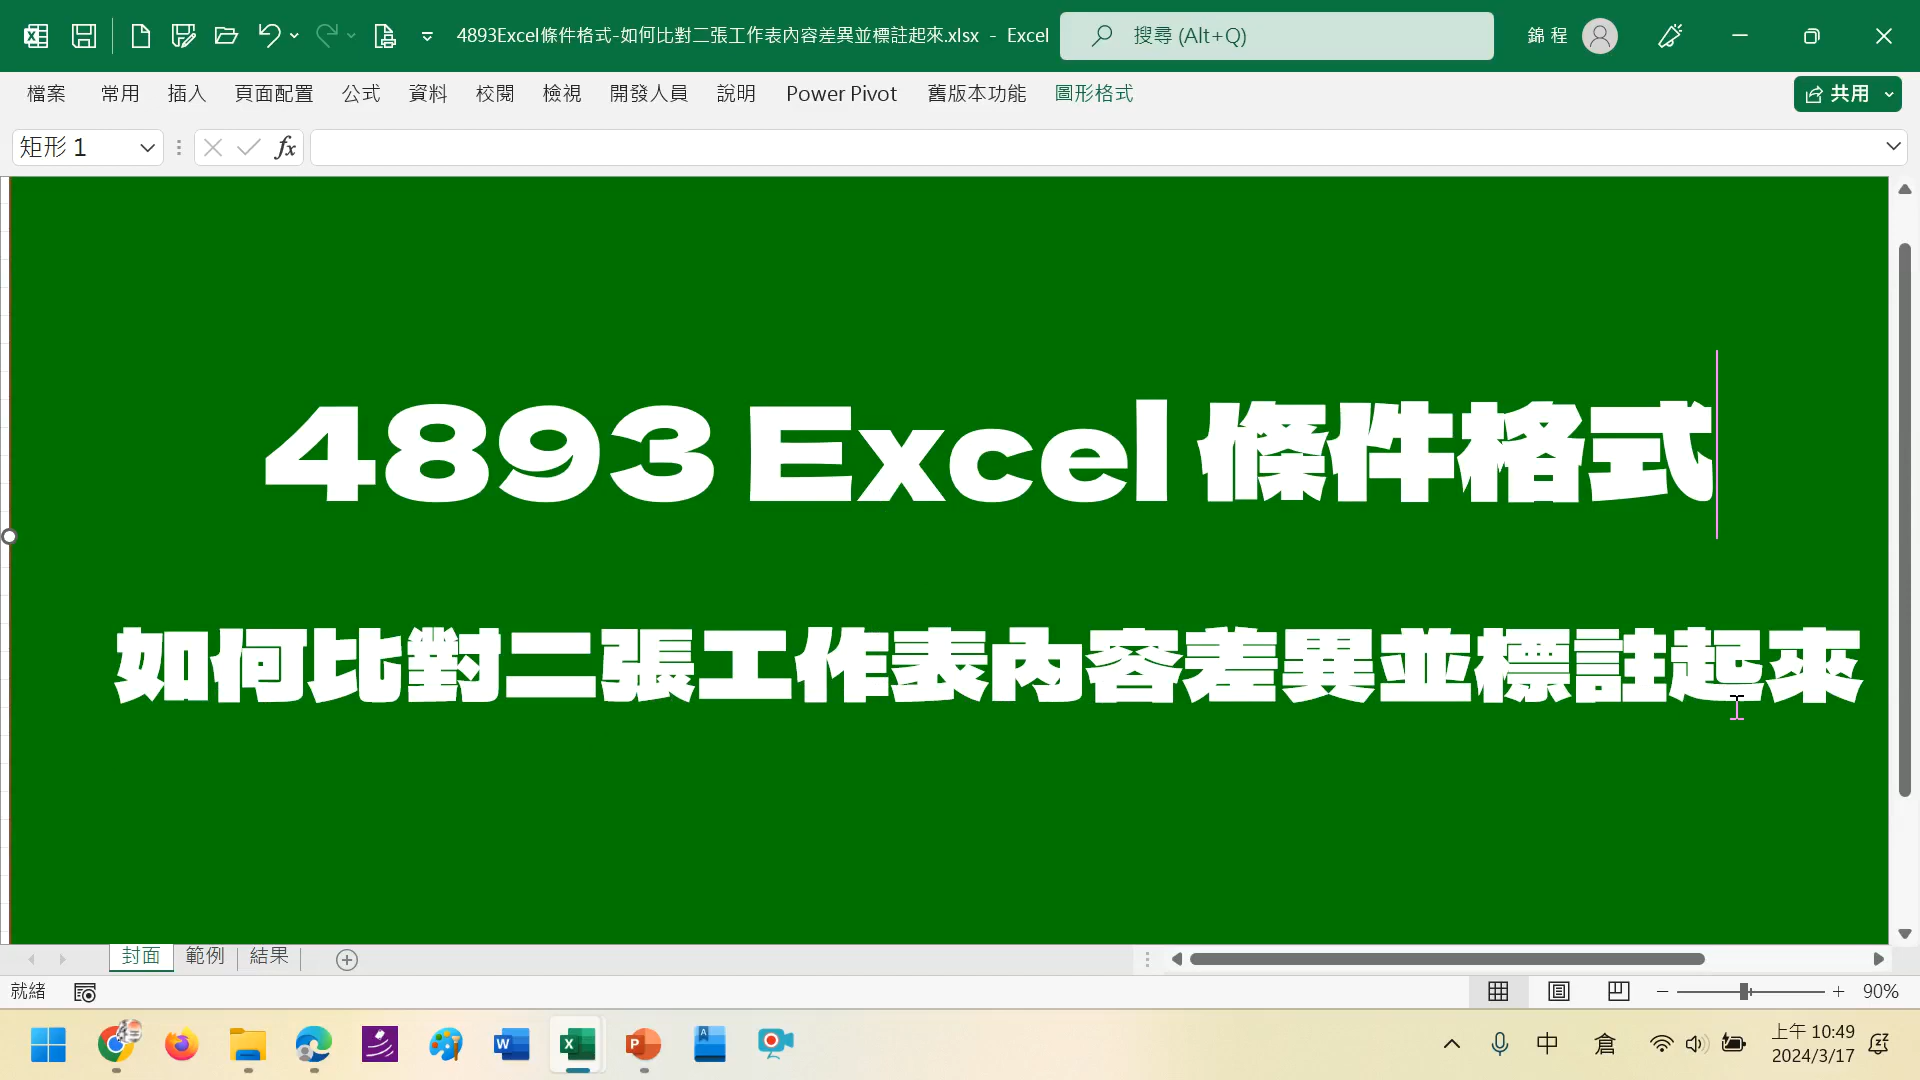 4893Excel條件格式-如何比對二張工作表內容差異並標註起來.xlsx - Excel
搜尋 (Alt+Q)
錦 程
檔案 常用 插入 頁面配置 公式 資料 校閱 檢視 開發人員 說明 Power Pivot 舊版本功能 圖形格式
共用
矩形 1
fx
4893 Excel 條件格式
如何比對二張工作表內容差異並標註起來
封面 範例 結果
就緒
90%
中 倉
上午 10:49
2024/3/17